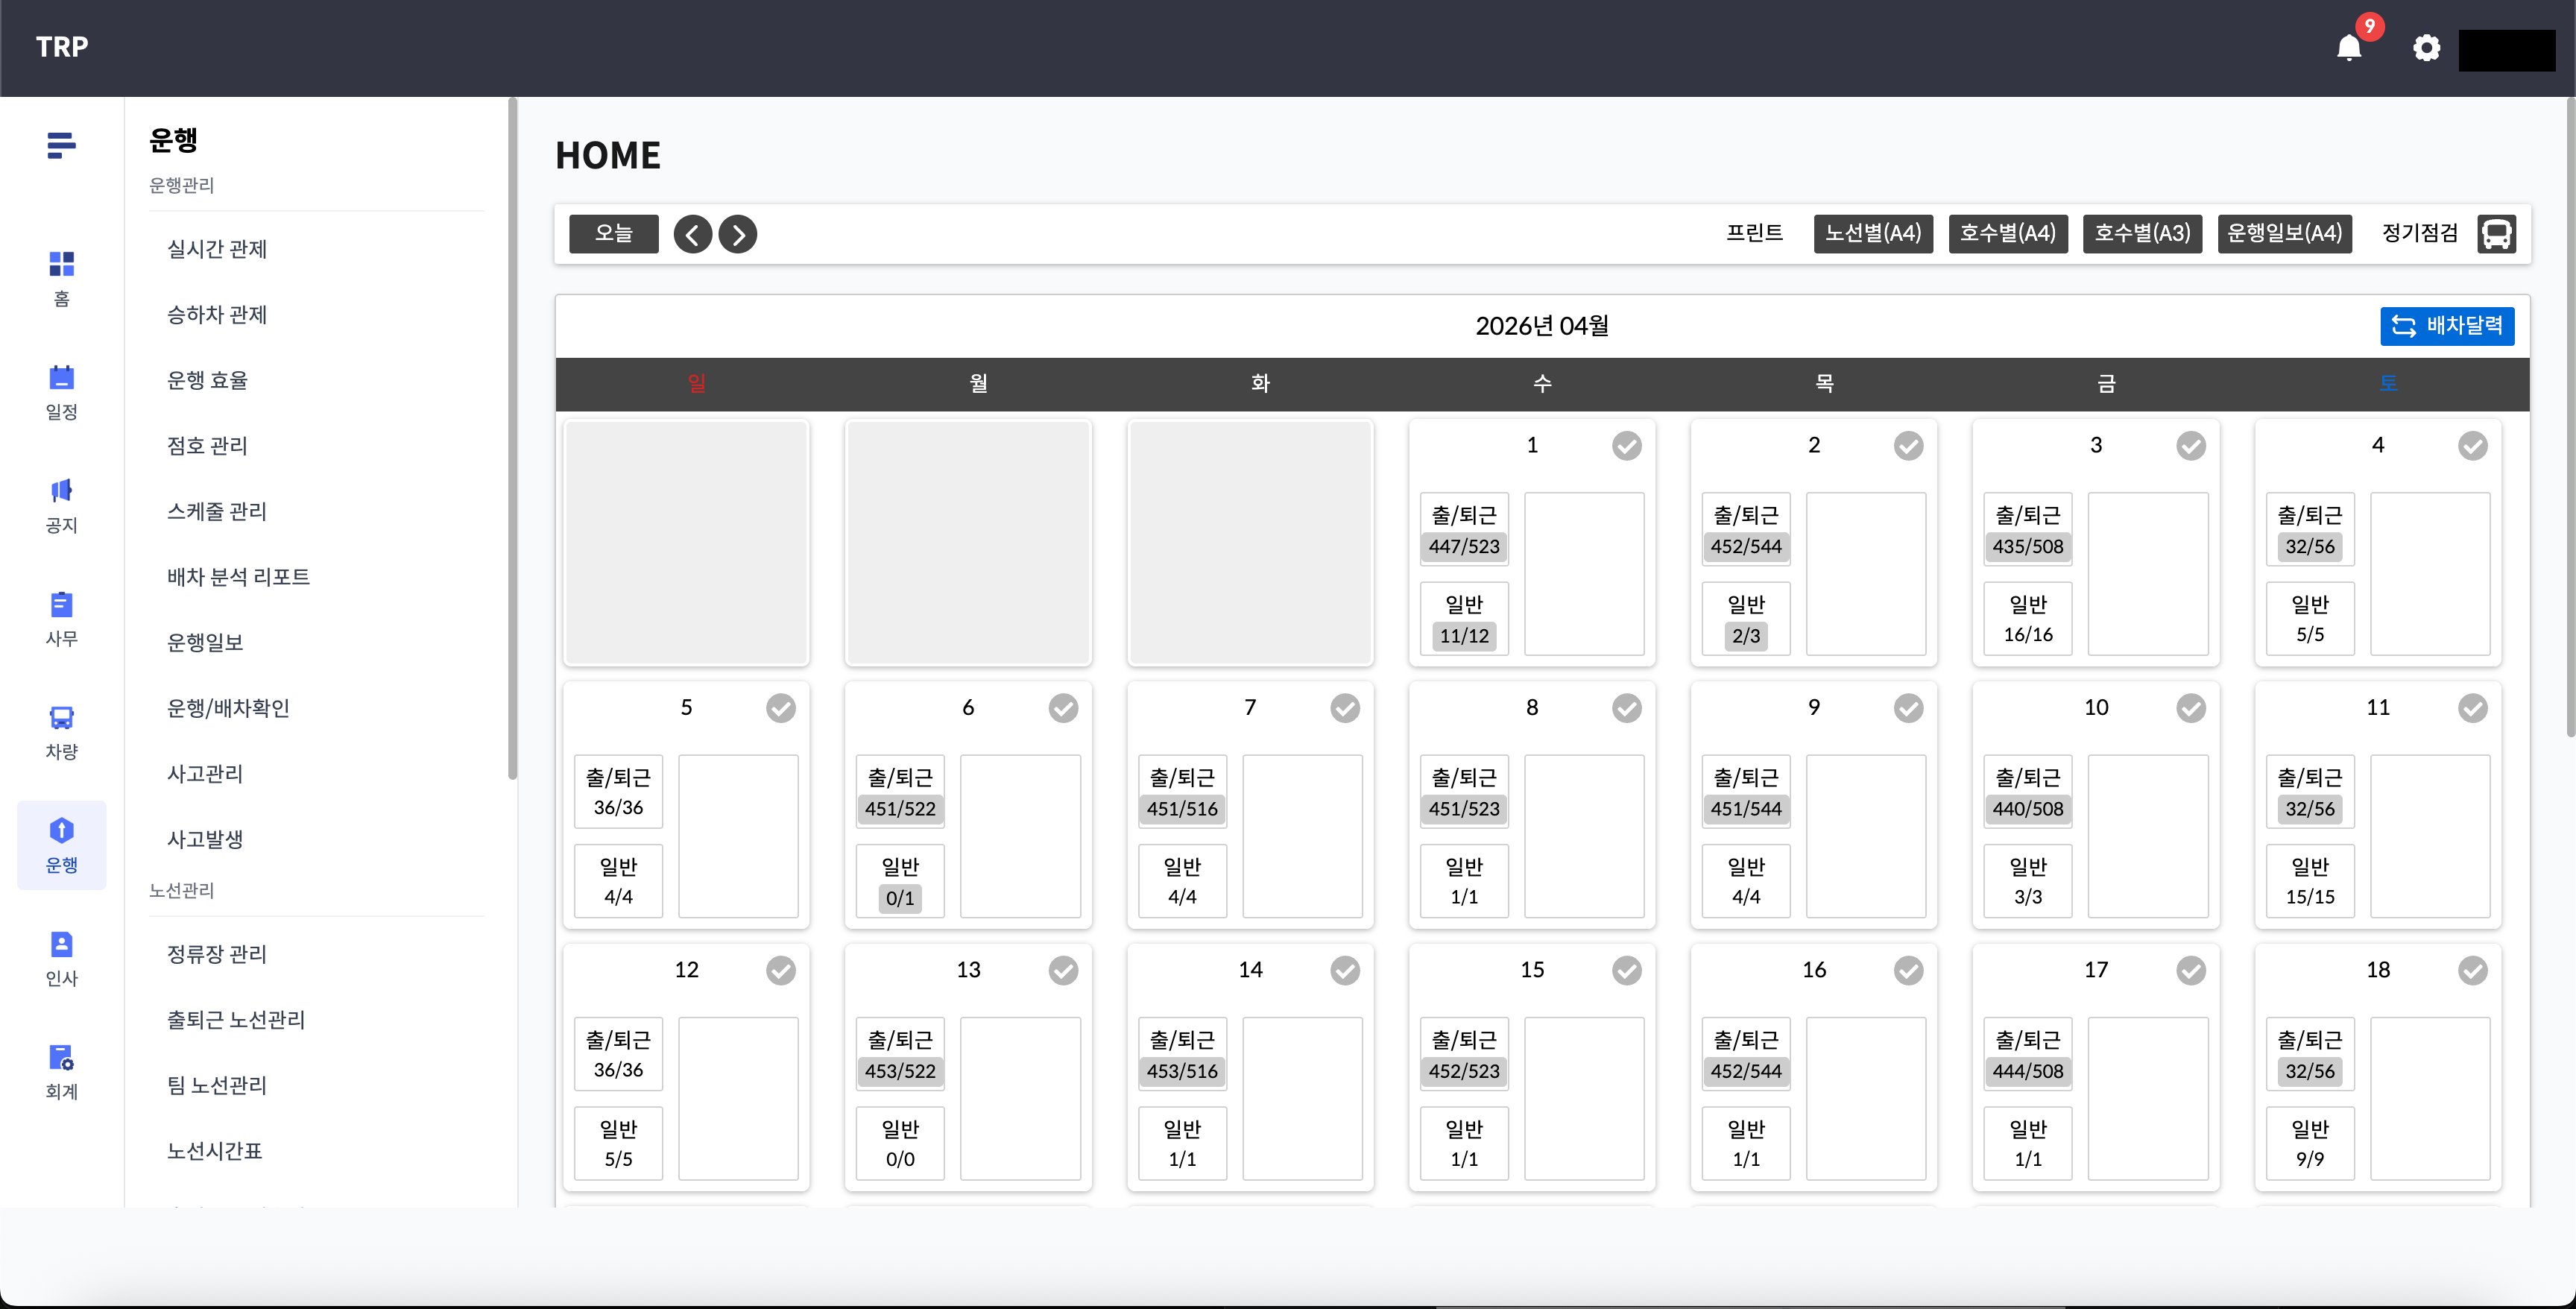 TRP
9
홈
일정
공지
사무
차량
운행
인사
회계
운행
운행관리
실시간 관제
승하차 관제
운행 효율
점호 관리
스케줄 관리
배차 분석 리포트
운행일보
운행/배차확인
사고관리
사고발생
노선관리
정류장 관리
출퇴근 노선관리
팀 노선관리
노선시간표
HOME
오늘
프린트 노선별(A4) 호수별(A4) 호수별(A3) 운행일보(A4) 정기점검
2026년 04월
배차달력
일 월 화 수 목 금 토
1 2 3 4
출/퇴근 출/퇴근 출/퇴근 출/퇴근
447/523 452/544 435/508 32/56
일반 일반 일반 일반
11/12 2/3 16/16 5/5
5 6 7 8 9 10 11
출/퇴근 출/퇴근 출/퇴근 출/퇴근 출/퇴근 출/퇴근 출/퇴근
36/36 451/522 451/516 451/523 451/544 440/508 32/56
일반 일반 일반 일반 일반 일반 일반
4/4 0/1 4/4 1/1 4/4 3/3 15/15
12 13 14 15 16 17 18
출/퇴근 출/퇴근 출/퇴근 출/퇴근 출/퇴근 출/퇴근 출/퇴근
36/36 453/522 453/516 452/523 452/544 444/508 32/56
일반 일반 일반 일반 일반 일반 일반
5/5 0/0 1/1 1/1 1/1 1/1 9/9